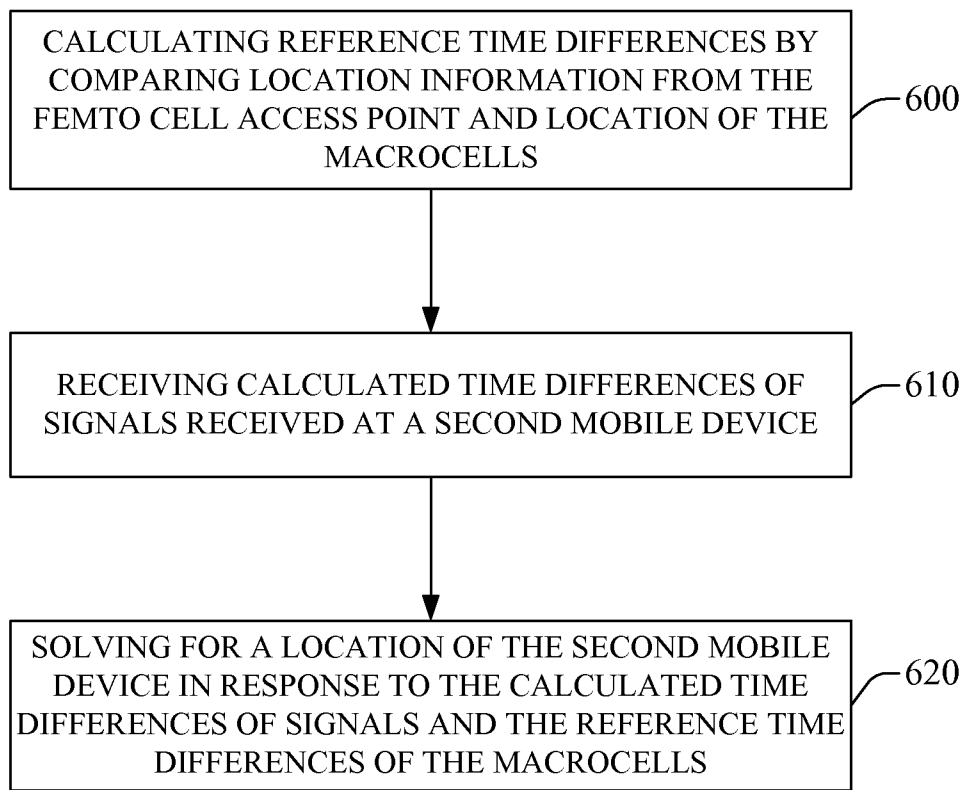 CALCULATING REFERENCE TIME DIFFERENCES BY
COMPARING LOCATION INFORMATION FROM THE
FEMTO CELL ACCESS POINT AND LOCATION OF THE
MACROCELLS
600
RECEIVING CALCULATED TIME DIFFERENCES OF
SIGNALS RECEIVED AT A SECOND MOBILE DEVICE
610
SOLVING FOR A LOCATION OF THE SECOND MOBILE
DEVICE IN RESPONSE TO THE CALCULATED TIME
DIFFERENCES OF SIGNALS AND THE REFERENCE TIME
DIFFERENCES OF THE MACROCELLS
620